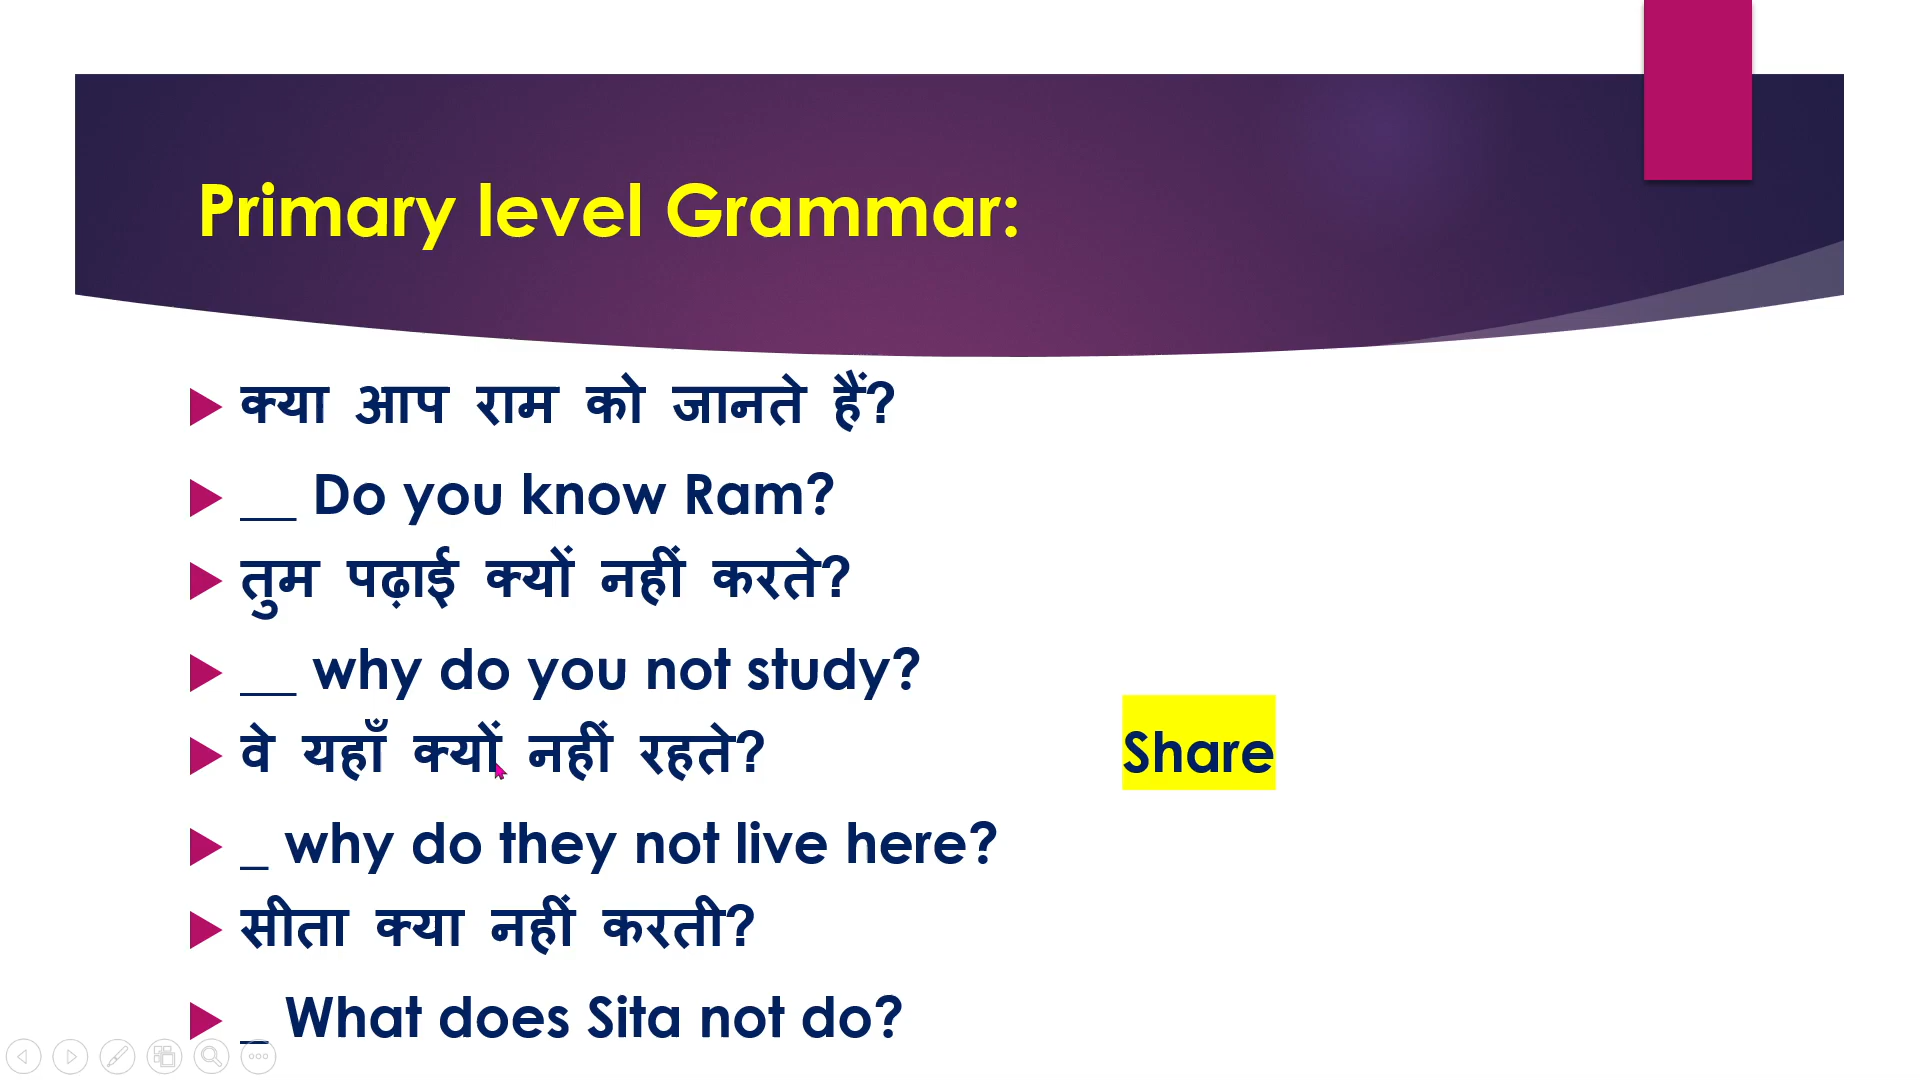 Primary level Grammar:
क्या आप राम को जानते हैं?
__ Do you know Ram?
तुम पढ़ाई क्यों नहीं करते?
__ why do you not study?
वे यहाँ क्यों नहीं रहते? Share
_ why do they not live here?
सीता क्या नहीं करती?
_ What does Sita not do?